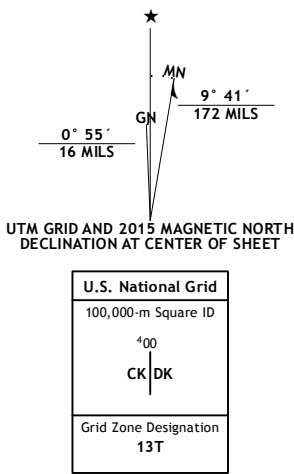 ★
MN
GN
9° 41´
172 MILS
0° 55´
16 MILS
UTM GRID AND 2015 MAGNETIC NORTH
DECLINATION AT CENTER OF SHEET
U.S. National Grid
100,000-m Square ID
⁴00
CK DK
Grid Zone Designation
13T